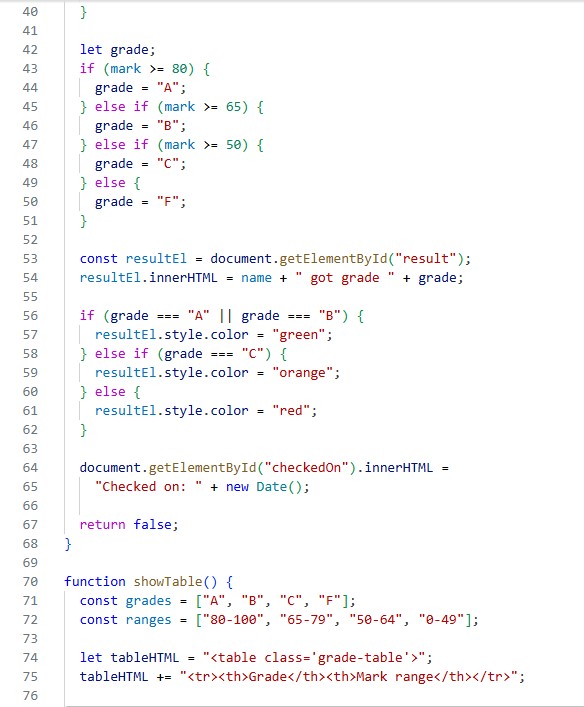 40 }
41
42 let grade;
43 if (mark >= 80) {
44 grade = "A";
45 } else if (mark >= 65) {
46 grade = "B";
47 } else if (mark >= 50) {
48 grade = "C";
49 } else {
50 grade = "F";
51 }
52
53 const resultEl = document.getElementById("result");
54 resultEl.innerHTML = name + " got grade " + grade;
55
56 if (grade === "A" || grade === "B") {
57 resultEl.style.color = "green";
58 } else if (grade === "C") {
59 resultEl.style.color = "orange";
60 } else {
61 resultEl.style.color = "red";
62 }
63
64 document.getElementById("checkedOn").innerHTML =
65 "Checked on: " + new Date();
66
67 return false;
68 }
69
70 function showTable() {
71 const grades = ["A", "B", "C", "F"];
72 const ranges = ["80-100", "65-79", "50-64", "0-49"];
73
74 let tableHTML = "<table class='grade-table'>";
75 tableHTML += "<tr><th>Grade</th><th>Mark range</th></tr>";
76